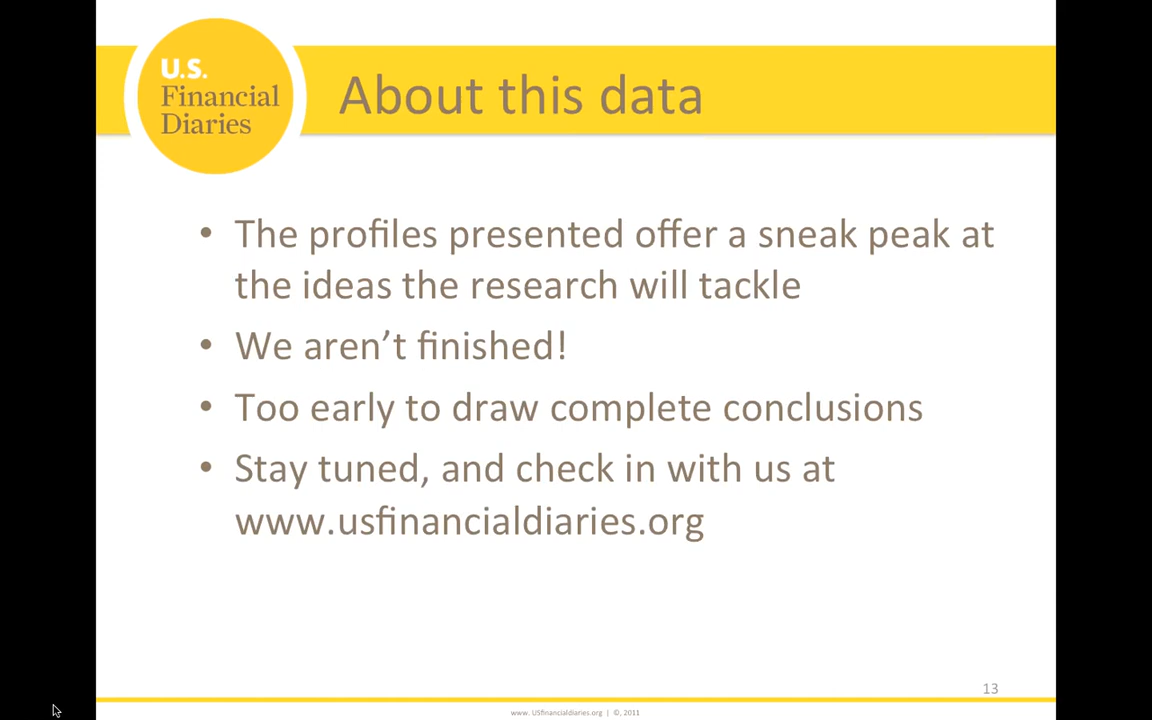 U.S.
Financial
Diaries
About this data
• The profiles presented offer a sneak peak at
the ideas the research will tackle
• We aren't finished!
• Too early to draw complete conclusions
• Stay tuned, and check in with us at
www.usfinancialdiaries.org
13
www. USfinancialdiaries.org | ©, 2011